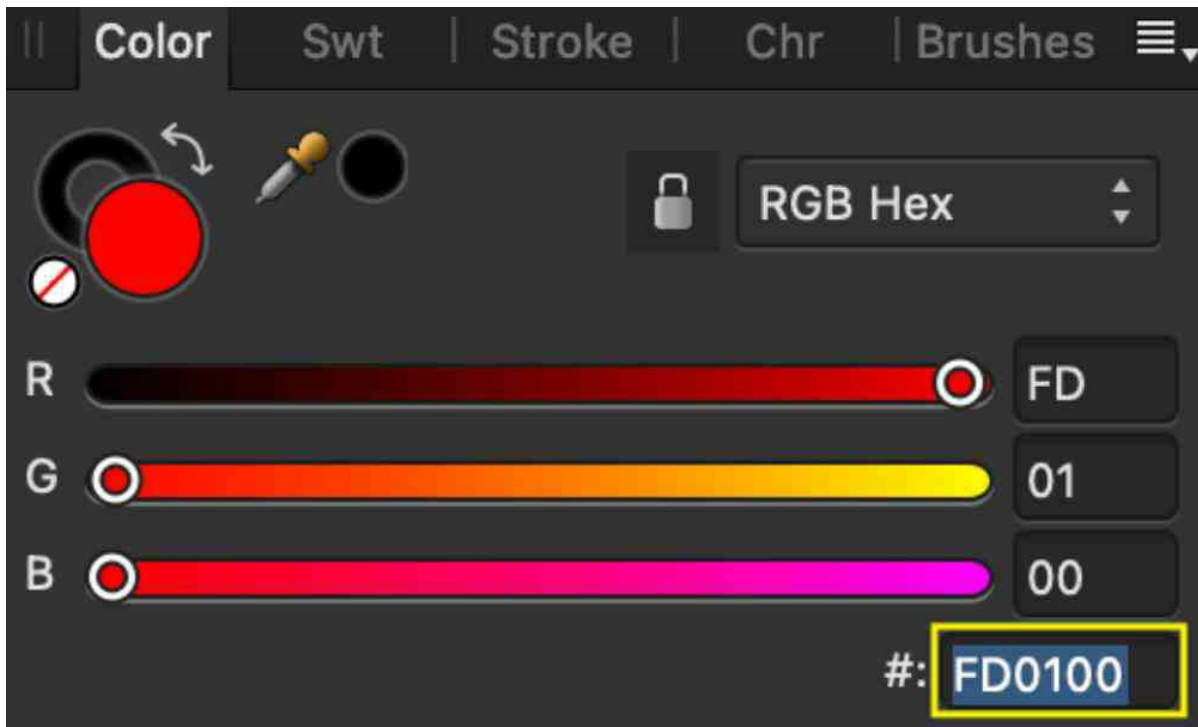 Color Swt | Stroke | Chr | Brushes
RGB Hex
R FD
G 01
B 00
#: FD0100